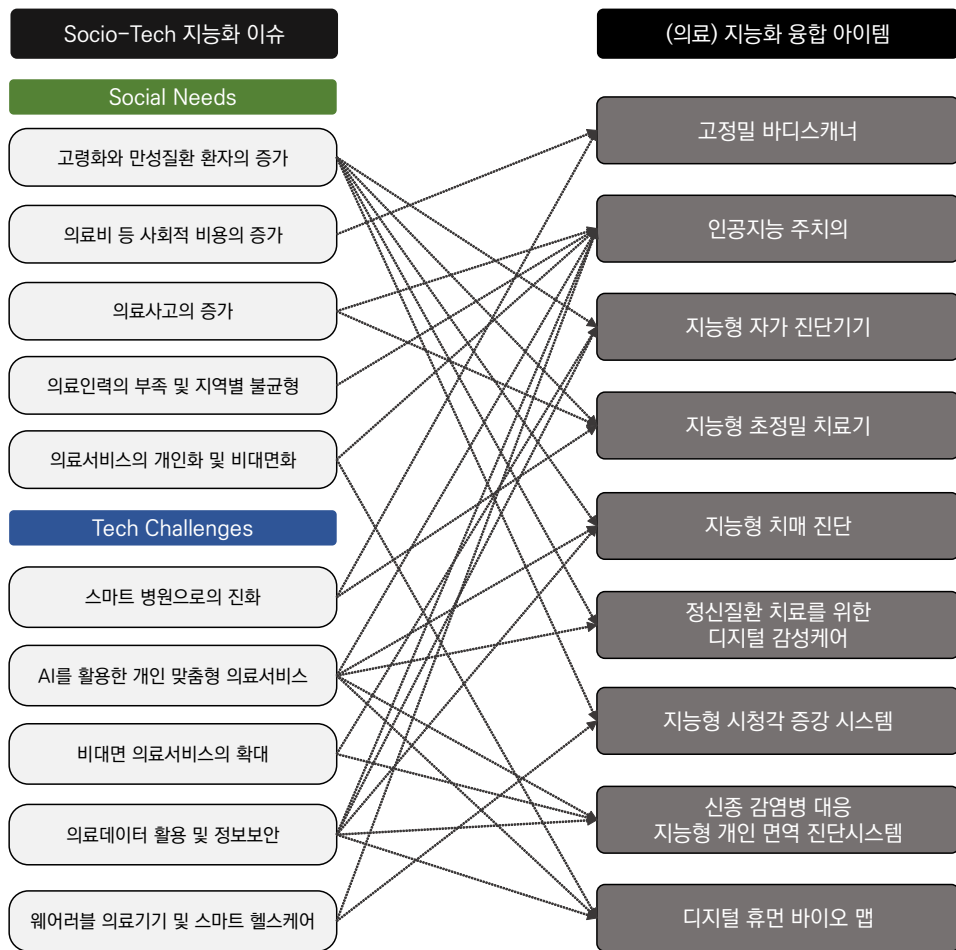 Socio-Tech 지능화 이슈
Social Needs
고령화와 만성질환 환자의 증가
의료비 등 사회적 비용의 증가
의료사고의 증가
의료인력의 부족 및 지역별 불균형
의료서비스의 개인화 및 비대면화
Tech Challenges
스마트 병원으로의 진화
AI를 활용한 개인 맞춤형 의료서비스
비대면 의료서비스의 확대
의료데이터 활용 및 정보보안
웨어러블 의료기기 및 스마트 헬스케어
(의료) 지능화 융합 아이템
고정밀 바디스캐너
인공지능 주치의
지능형 자가 진단기기
지능형 초정밀 치료기
지능형 치매 진단
정신질환 치료를 위한
디지털 감성케어
지능형 시청각 증강 시스템
신종 감염병 대응
지능형 개인 면역 진단시스템
디지털 휴먼 바이오 맵